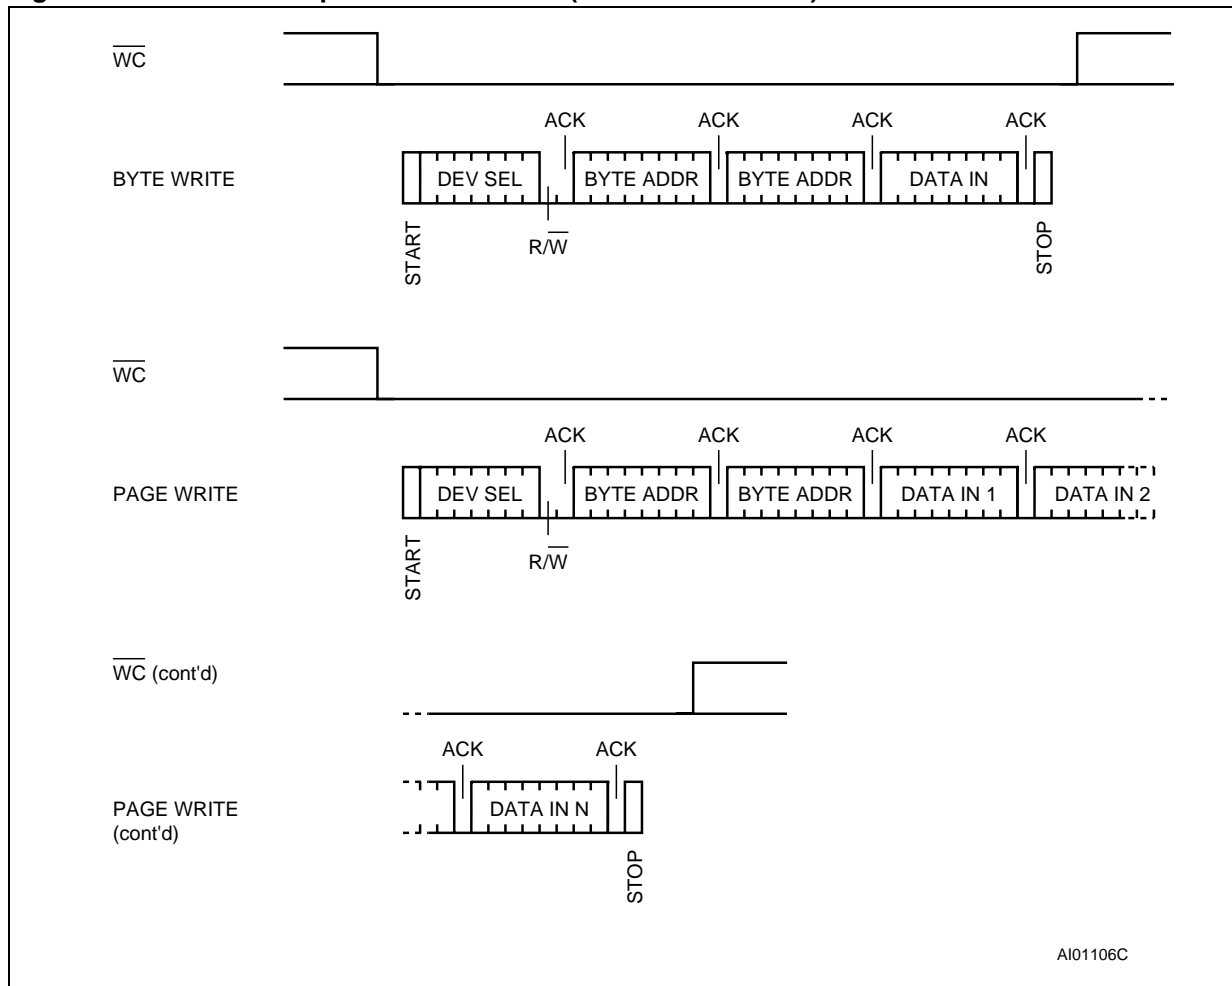 WC
ACK ACK ACK ACK
BYTE WRITE
DEV SEL BYTE ADDR BYTE ADDR DATA IN
START
R/W
STOP
WC
ACK ACK ACK ACK
PAGE WRITE
DEV SEL BYTE ADDR BYTE ADDR DATA IN 1 DATA IN 2
START
R/W
WC (cont'd)
ACK ACK
PAGE WRITE
(cont'd)
DATA IN N
STOP
AI01106C